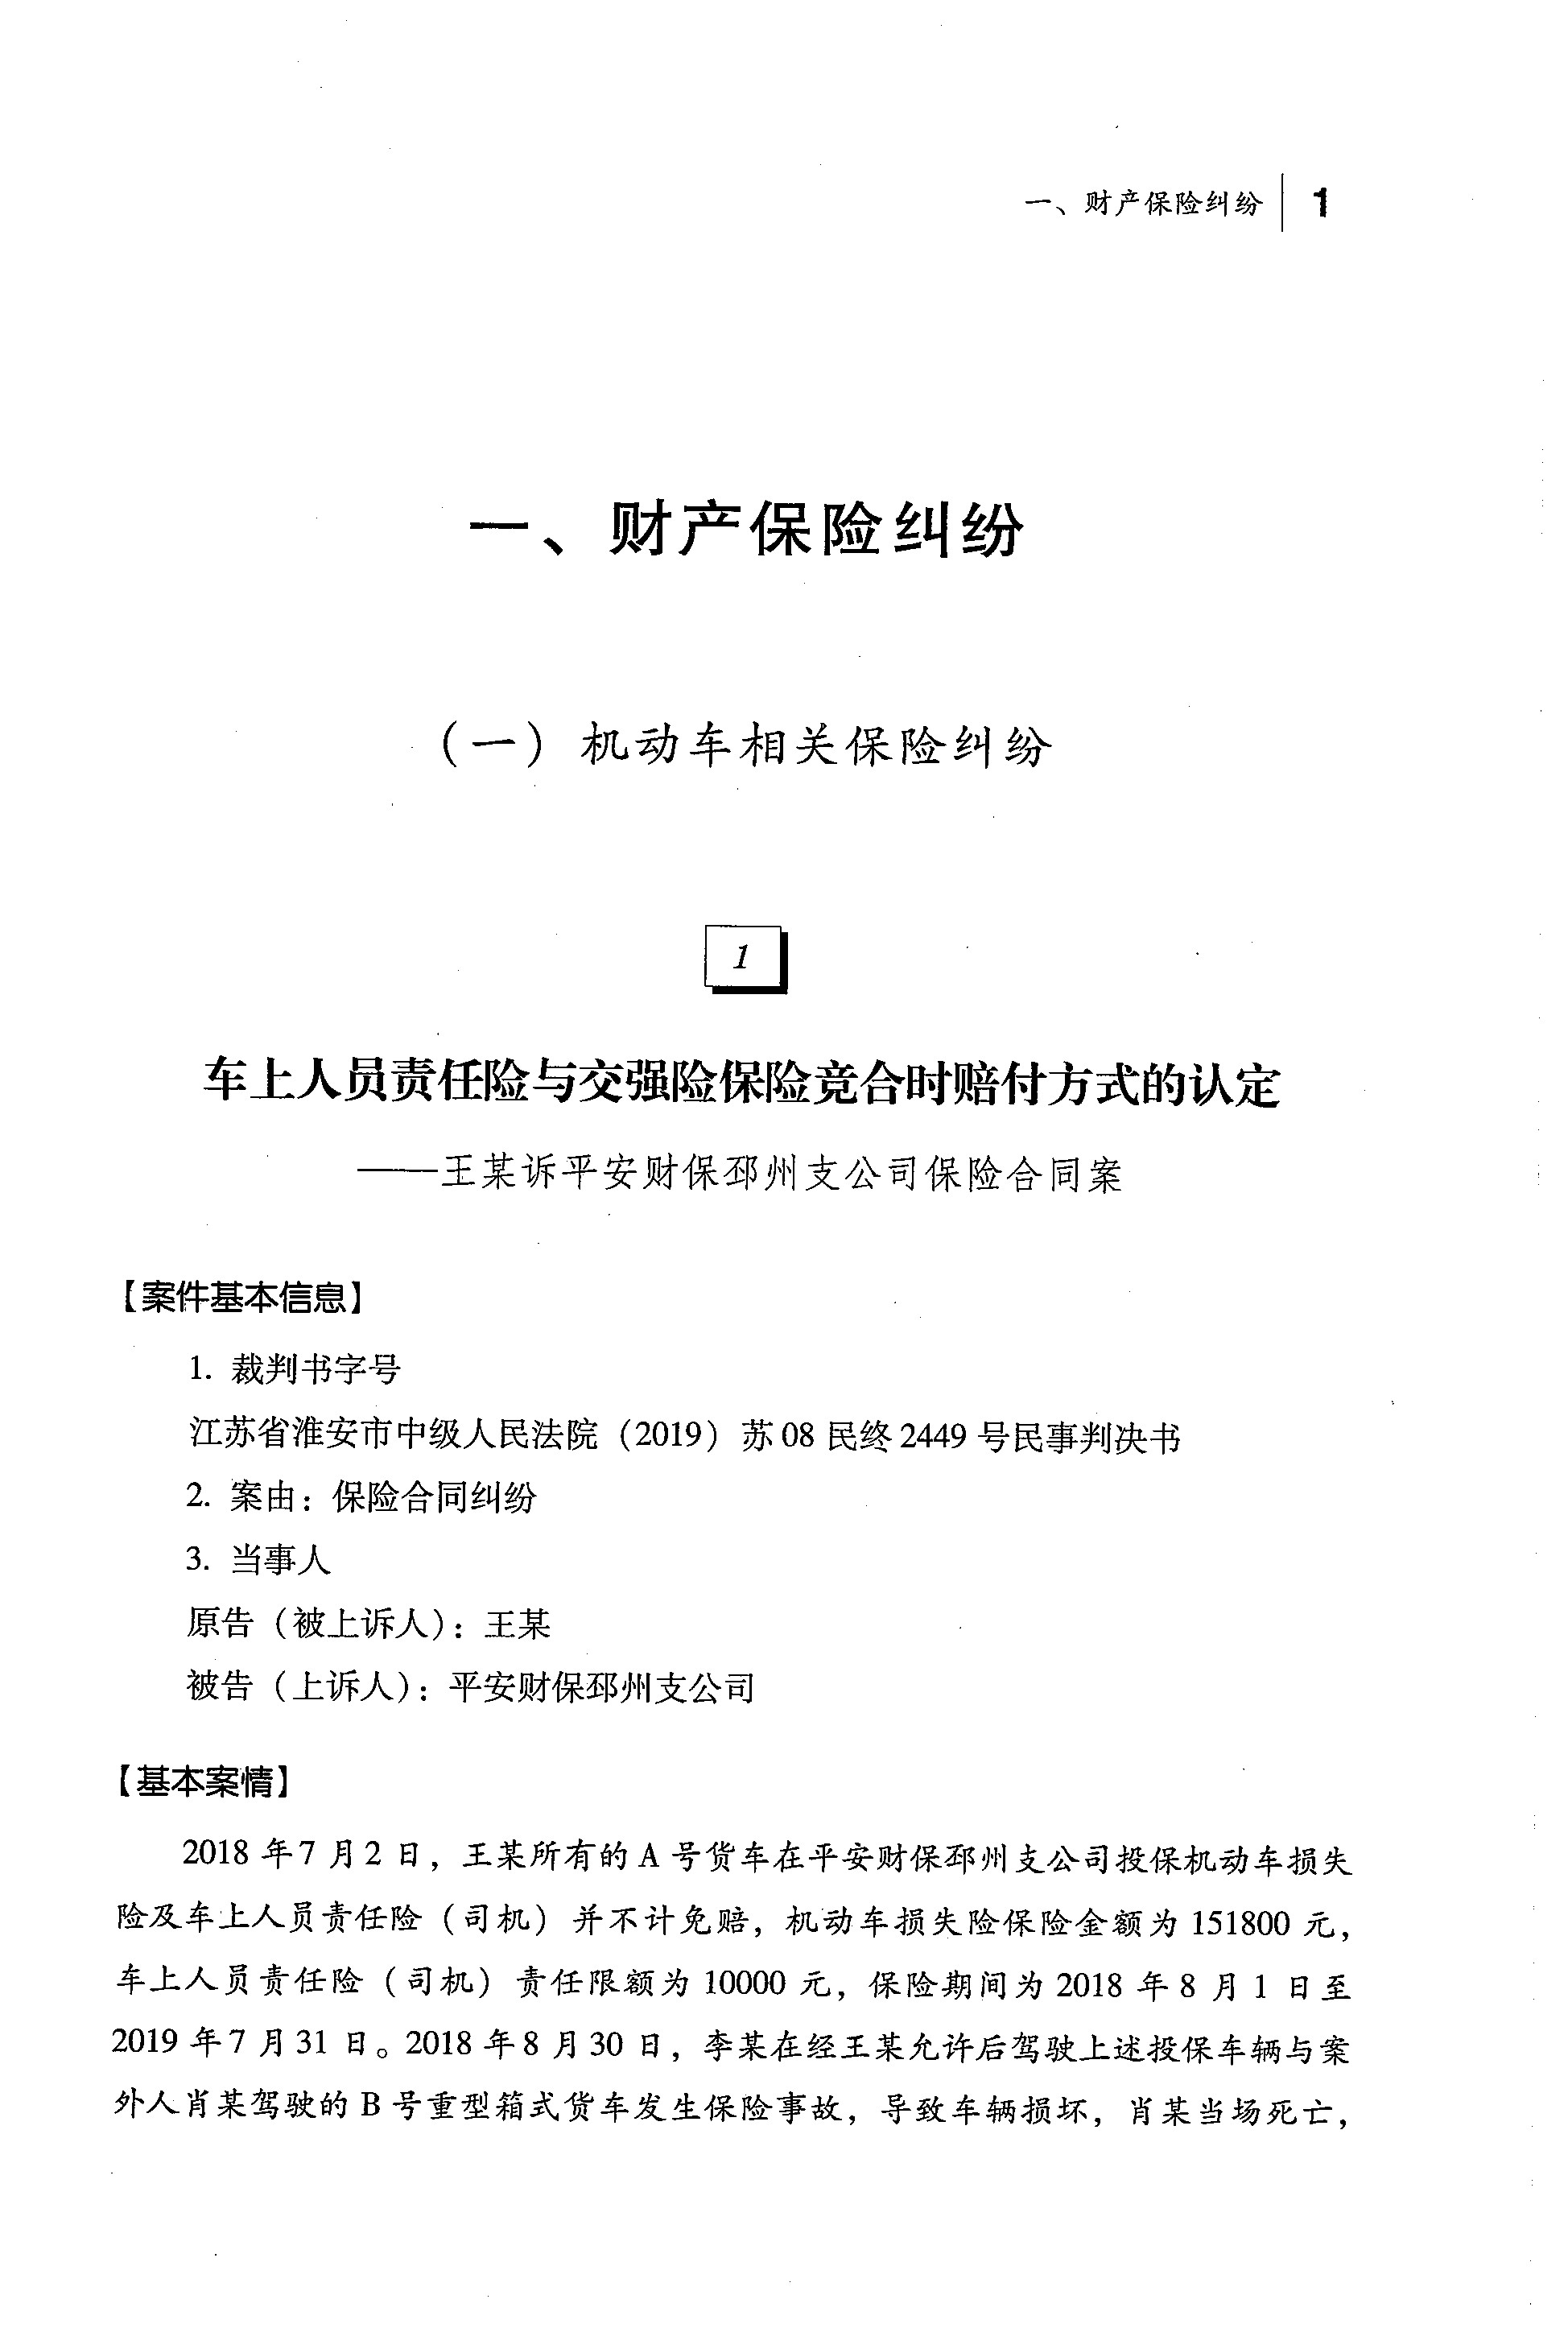 一、财产保险纠纷 1
一、财产保险纠纷
（一）机动车相关保险纠纷
1
车上人员责任险与交强险保险竞合时赔付方式的认定
——王某诉平安财保邳州支公司保险合同案
【案件基本信息】
1. 裁判书字号
江苏省淮安市中级人民法院（2019）苏08民终2449号民事判决书
2. 案由：保险合同纠纷
3. 当事人
原告（被上诉人）：王某
被告（上诉人）：平安财保邳州支公司
【基本案情】
2018年7月2日，王某所有的A号货车在平安财保邳州支公司投保机动车损失
险及车上人员责任险（司机）并不计免赔，机动车损失险保险金额为151800元，
车上人员责任险（司机）责任限额为10000元，保险期间为2018年8月1日至
2019年7月31日。2018年8月30日，李某在经王某允许后驾驶上述投保车辆与案
外人肖某驾驶的B号重型箱式货车发生保险事故，导致车辆损坏，肖某当场死亡，